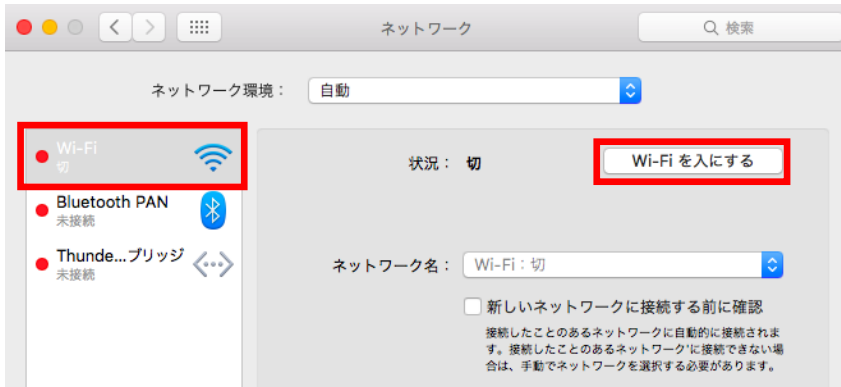 ネットワーク
検索
ネットワーク環境：
自動
Wi-Fi
切
Bluetooth PAN
未接続
Thunde...ブリッジ
未接続
状況： 切
Wi-Fi を入にする
ネットワーク名：
Wi-Fi：切
新しいネットワークに接続する前に確認
接続したことのあるネットワークに自動的に接続されま
す。接続したことのあるネットワーク'に接続できない場
合は、手動でネットワークを選択する必要があります。